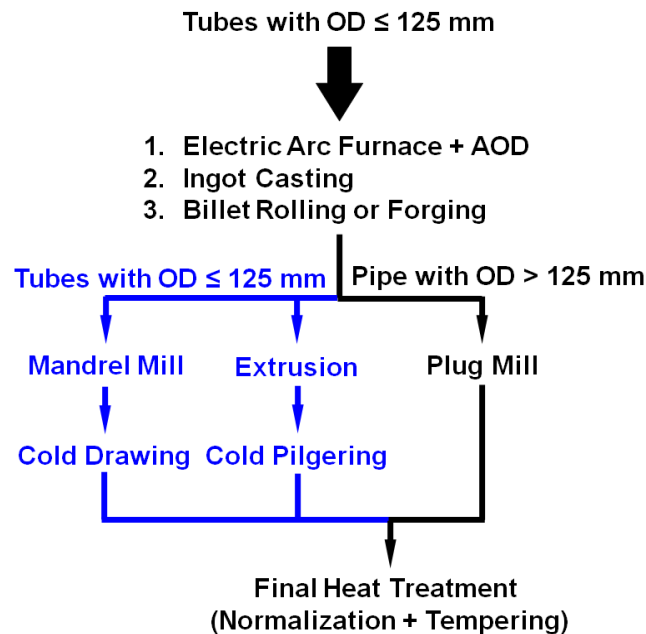 Tubes with OD ≤ 125 mm
1. Electric Arc Furnace + AOD
2. Ingot Casting
3. Billet Rolling or Forging
Tubes with OD ≤ 125 mm
Pipe with OD > 125 mm
Mandrel Mill
Extrusion
Plug Mill
Cold Drawing
Cold Pilgering
Final Heat Treatment
(Normalization + Tempering)